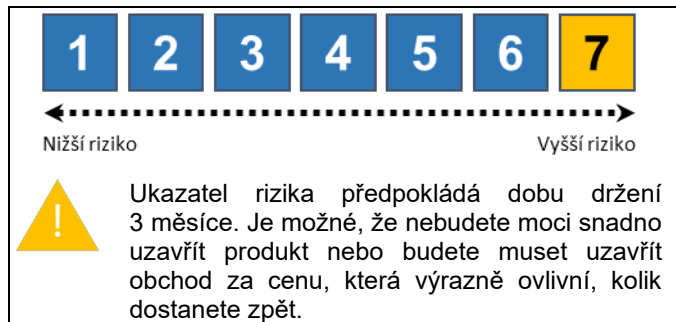 1 2 3 4 5 6 7
Nižší riziko Vyšší riziko
! Ukazatel rizika předpokládá dobu držení
3 měsíce. Je možné, že nebudete moci snadno
uzavřít produkt nebo budete muset uzavřít
obchod za cenu, která výrazně ovlivní, kolik
dostanete zpět.